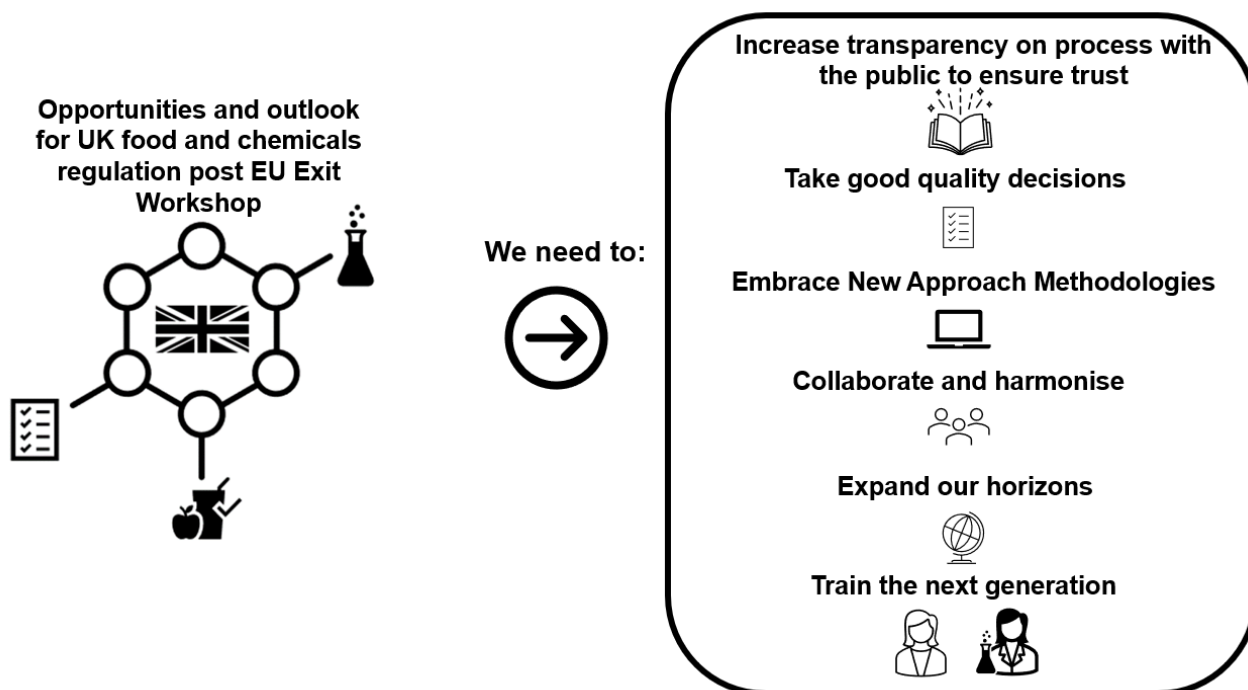 Opportunities and outlook
for UK food and chemicals
regulation post EU Exit
Workshop
We need to:
Increase transparency on process with
the public to ensure trust
Take good quality decisions
Embrace New Approach Methodologies
Collaborate and harmonise
Expand our horizons
Train the next generation